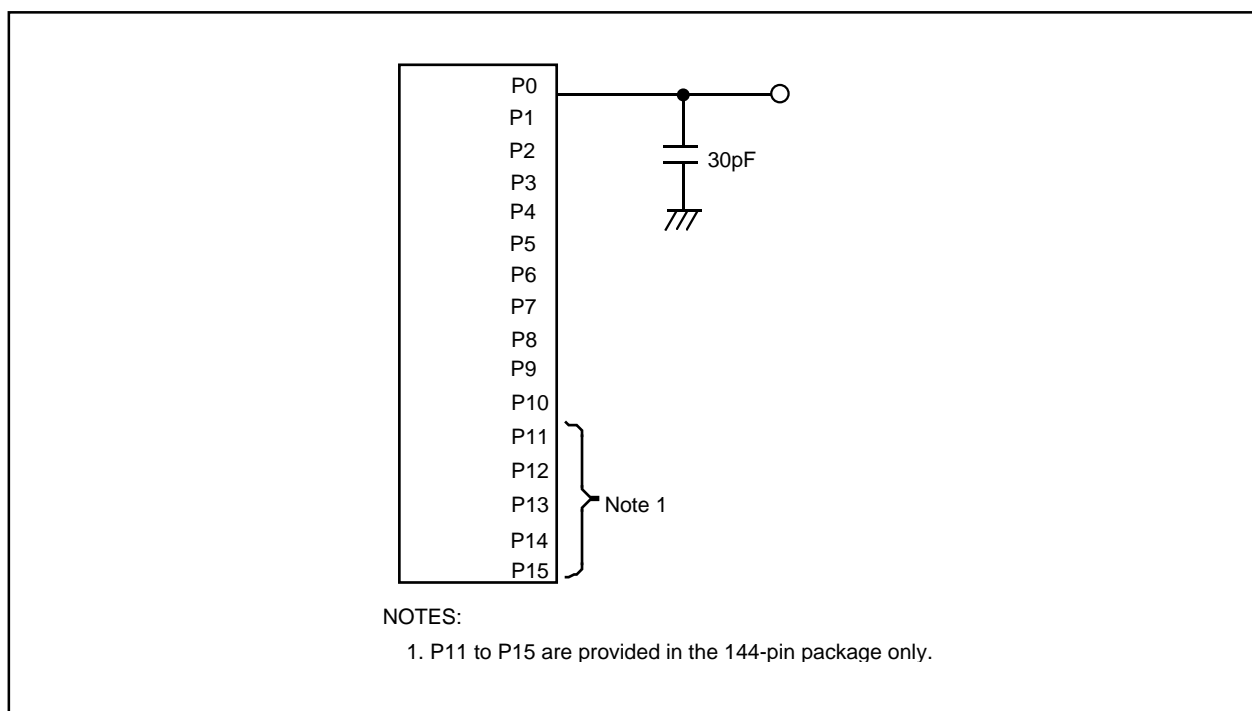 P0
P1
P2
30pF
P3
P4
P5
P6
P7
P8
P9
P10
P11
P12
P13
Note 1
P14
P15
NOTES:
1. P11 to P15 are provided in the 144-pin package only.